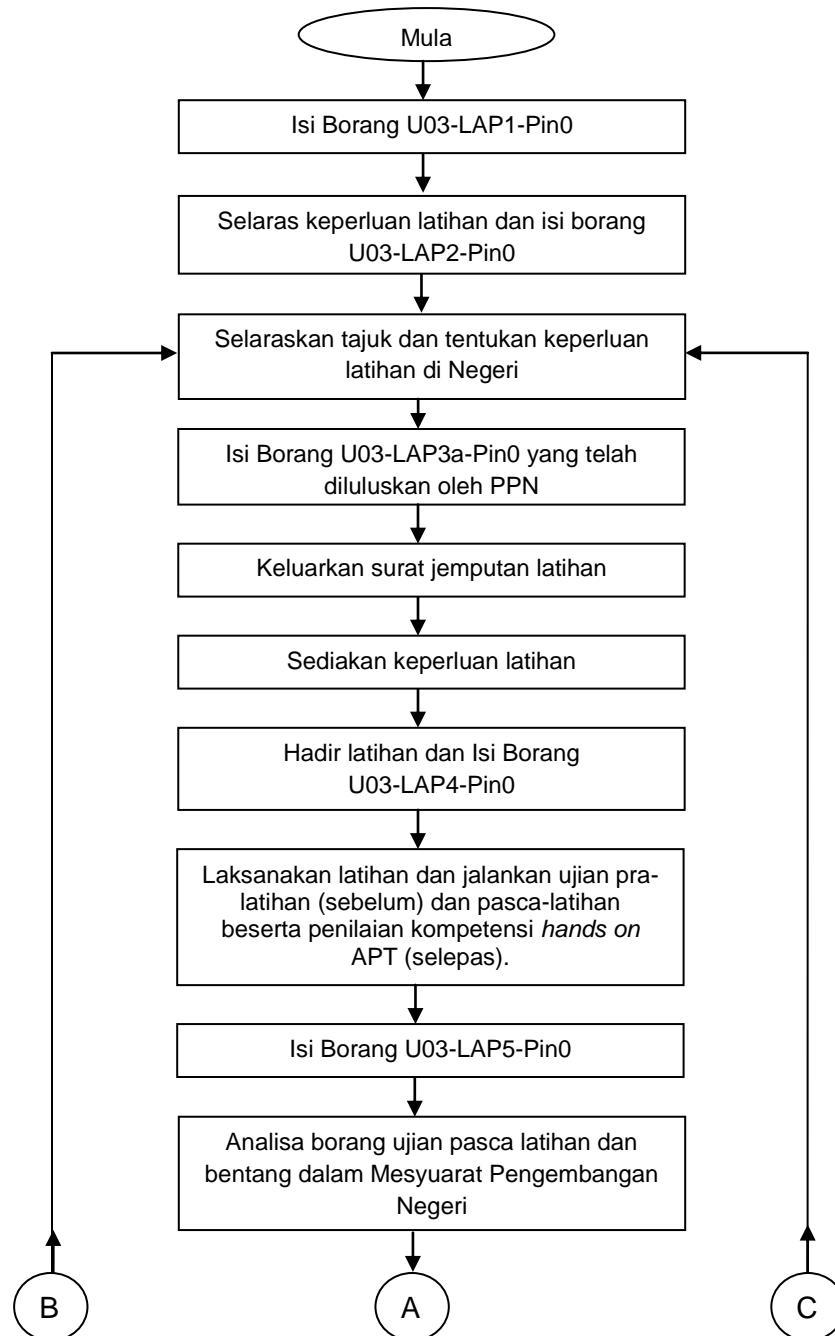 Mula
Isi Borang U03-LAP1-Pin0
Selaras keperluan latihan dan isi borang
U03-LAP2-Pin0
Selaraskan tajuk dan tentukan keperluan
latihan di Negeri
Isi Borang U03-LAP3a-Pin0 yang telah
diluluskan oleh PPN
Keluarkan surat jemputan latihan
Sediakan keperluan latihan
Hadir latihan dan Isi Borang
U03-LAP4-Pin0
Laksanakan latihan dan jalankan ujian pra-
latihan (sebelum) dan pasca-latihan
beserta penilaian kompetensi hands on
APT (selepas).
Isi Borang U03-LAP5-Pin0
Analisa borang ujian pasca latihan dan
bentang dalam Mesyuarat Pengembangan
Negeri
B
A
C